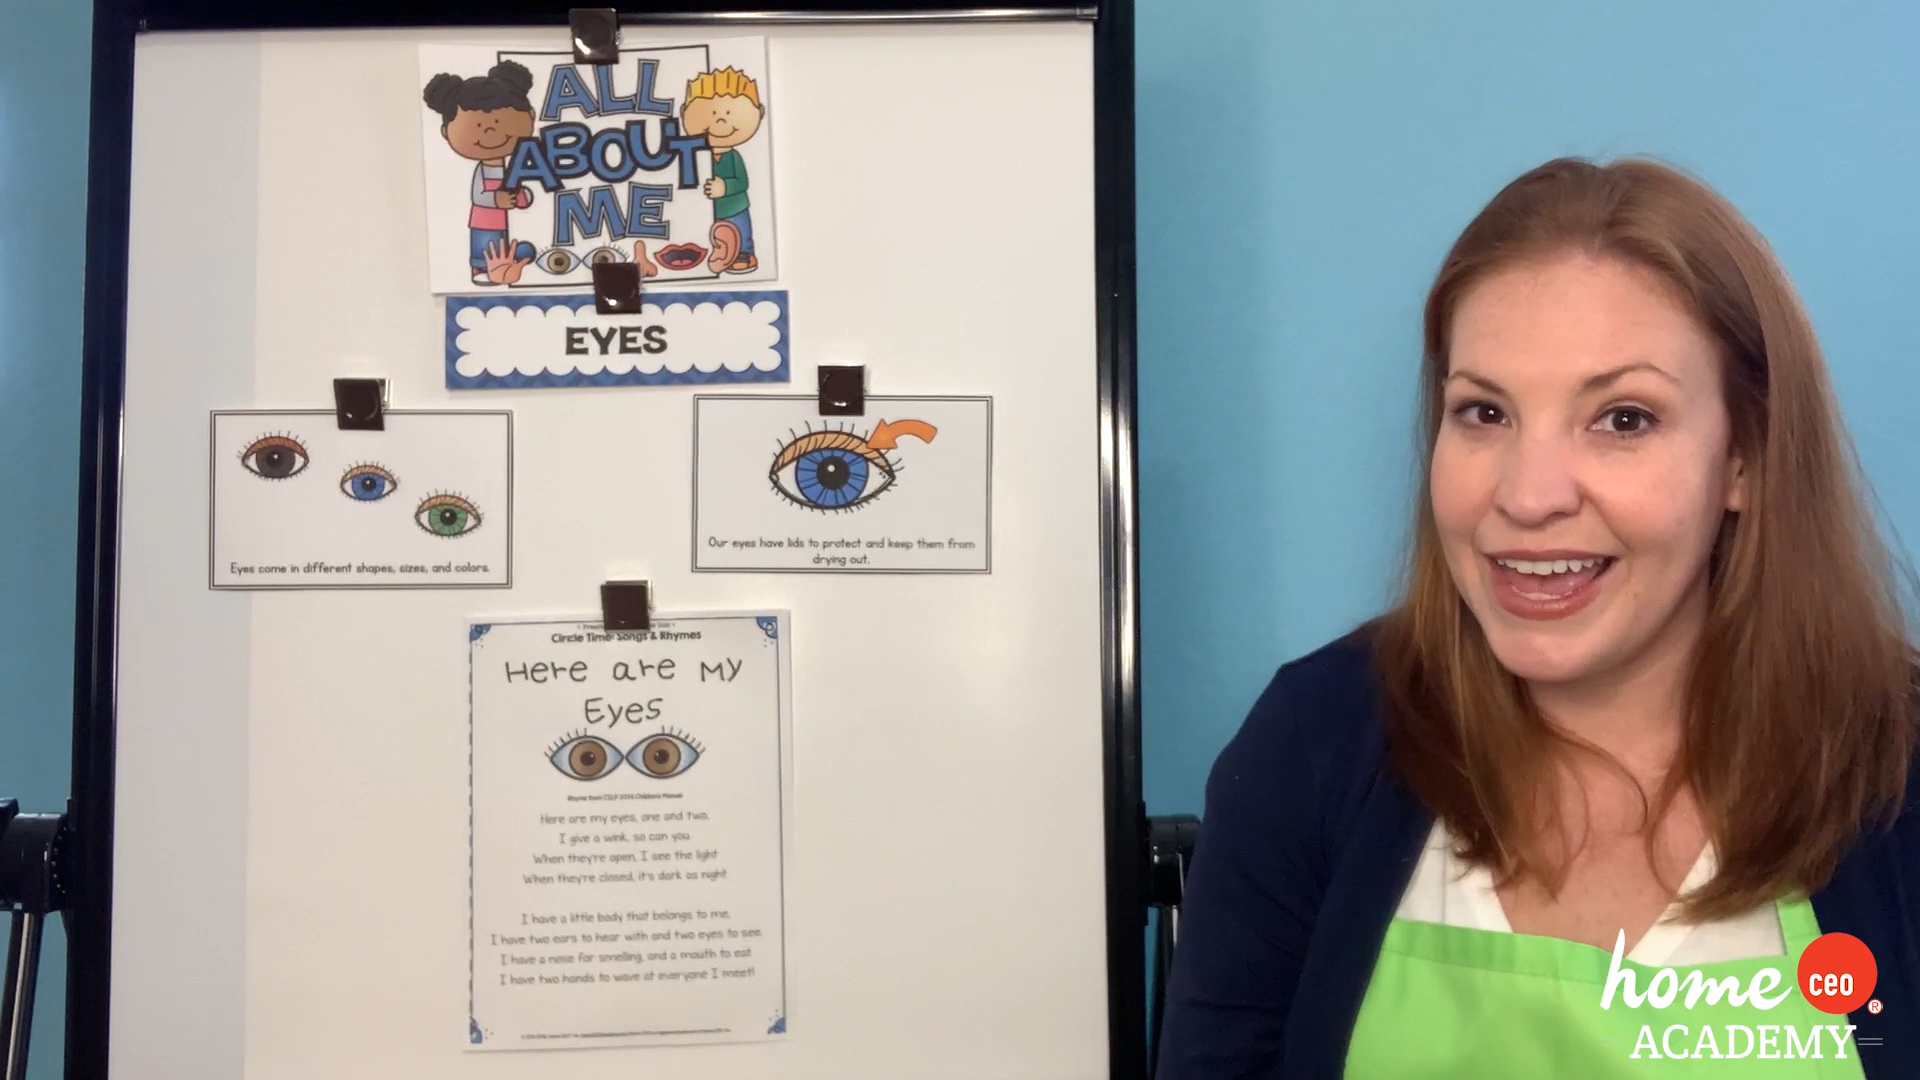 ALL
ABOUT
ME
EYES
Eyes come in different shapes, sizes, and colors.
Our eyes have lids to protect and keep them from
drying out.
Circle Time Songs & Rhymes
Here are My
Eyes
Here are my eyes, one and two,
I give a wink, so can you
When they're open, I see the light
When they're closed, it's dark as night
I have a little body that belongs to me,
I have two ears to hear with and two eyes to see
I have a nose for smelling, and a mouth to eat
I have two hands to wave at everyone I meet!
home CEO ®
ACADEMY